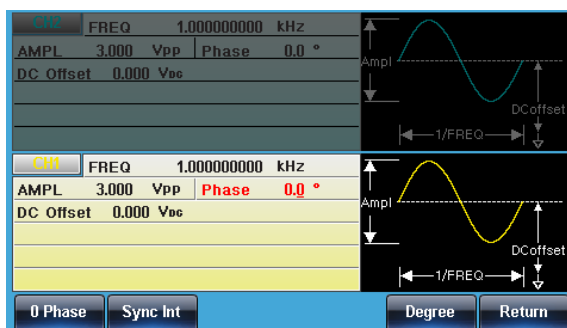 CH2 FREQ 1.000000000 kHz
AMPL 3.000 Vpp Phase 0.0 °
DC Offset 0.000 VDC
Ampl
DCoffset
1/FREQ
CH1 FREQ 1.000000000 kHz
AMPL 3.000 Vpp Phase 0.0 °
DC Offset 0.000 VDC
Ampl
DCoffset
1/FREQ
0 Phase Sync Int Degree Return